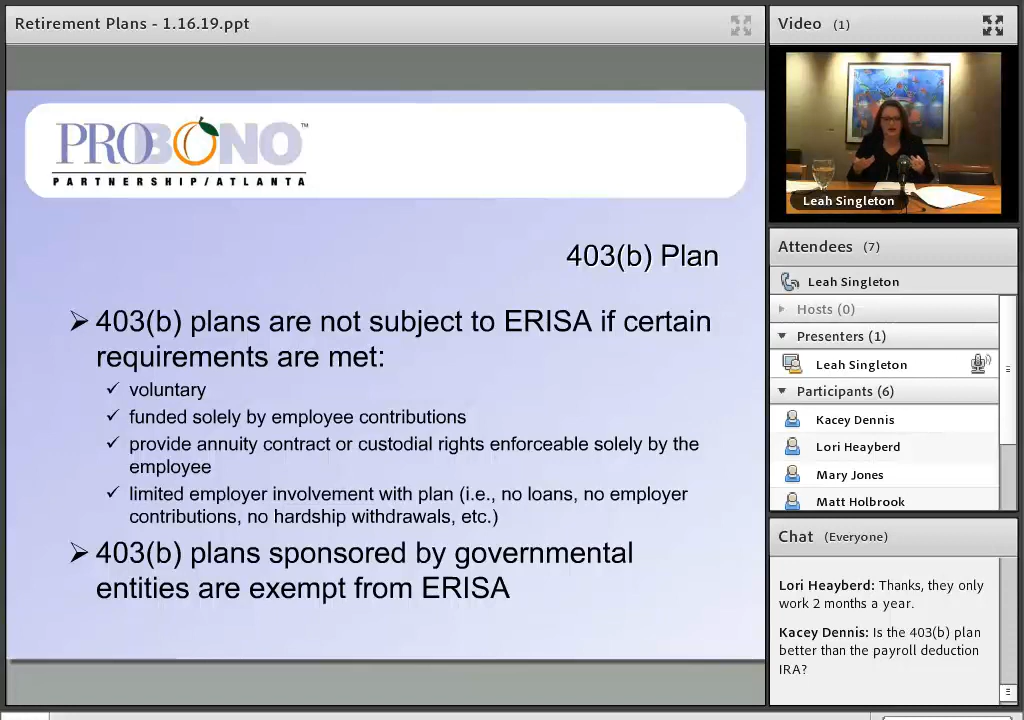 Retirement Plans - 1.16.19.ppt
PROBONO™
PARTNERSHIP/ATLANTA
403(b) Plan
➢ 403(b) plans are not subject to ERISA if certain
requirements are met:
✓ voluntary
✓ funded solely by employee contributions
✓ provide annuity contract or custodial rights enforceable solely by the
employee
✓ limited employer involvement with plan (i.e., no loans, no employer
contributions, no hardship withdrawals, etc.)
➢ 403(b) plans sponsored by governmental
entities are exempt from ERISA
Video (1)
Leah Singleton
Attendees (7)
Leah Singleton
Hosts (0)
Presenters (1)
Leah Singleton
Participants (6)
Kacey Dennis
Lori Heayberd
Mary Jones
Matt Holbrook
Chat (Everyone)
Lori Heayberd: Thanks, they only
work 2 months a year.
Kacey Dennis: Is the 403(b) plan
better than the payroll deduction
IRA?